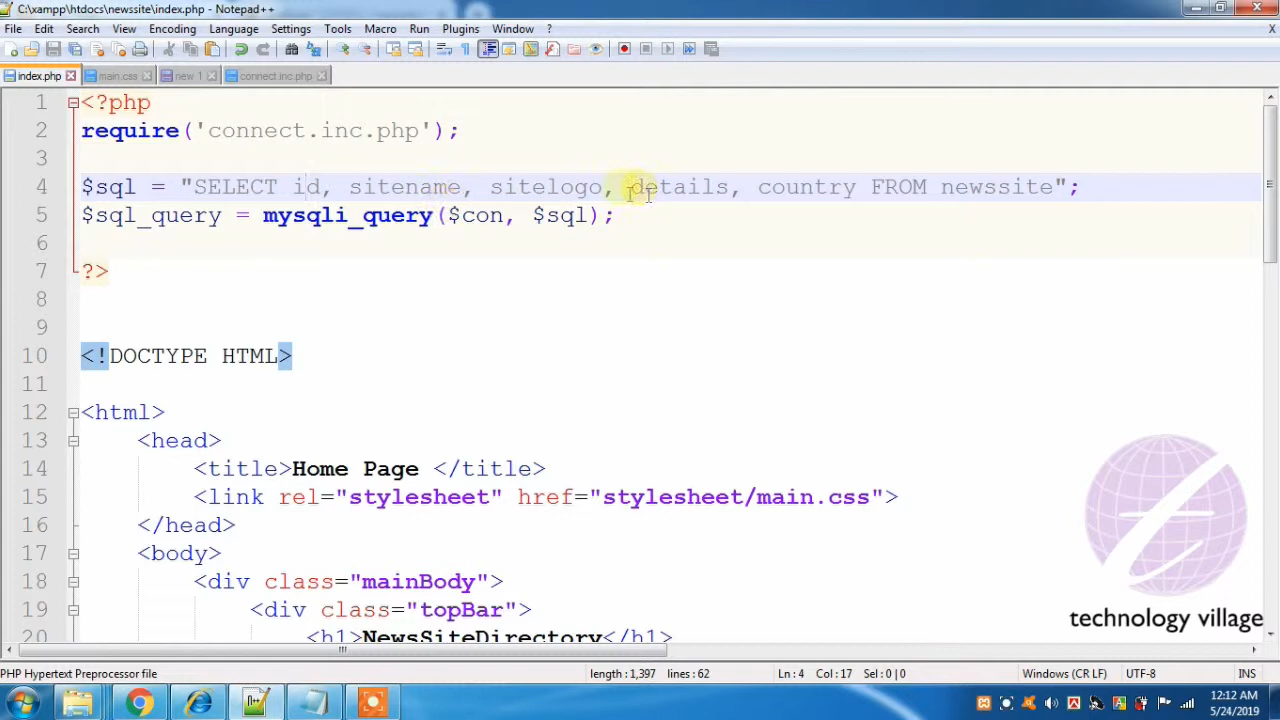 C:\xampp\htdocs\newssite\index.php - Notepad++
File Edit Search View Encoding Language Settings Tools Macro Run Plugins Window ? X
index.php main.css new 1 connect.inc.php
1 <?php
2 require('connect.inc.php');
3
4 $sql = "SELECT id, sitename, sitelogo, details, country FROM newssite";
5 $sql_query = mysqli_query($con, $sql);
6
7 ?>
8
9
10 <!DOCTYPE HTML>
11
12 <html>
13 <head>
14 <title>Home Page </title>
15 <link rel="stylesheet" href="stylesheet/main.css">
16 </head>
17 <body>
18 <div class="mainBody">
19 <div class="topBar">
20 <h1>NewsSiteDirectory</h1>
technology village
PHP Hypertext Preprocessor file length : 1,397 lines : 62 Ln : 4 Col : 17 Sel : 0 | 0 Windows (CR LF) UTF-8 INS
12:12 AM
5/24/2019